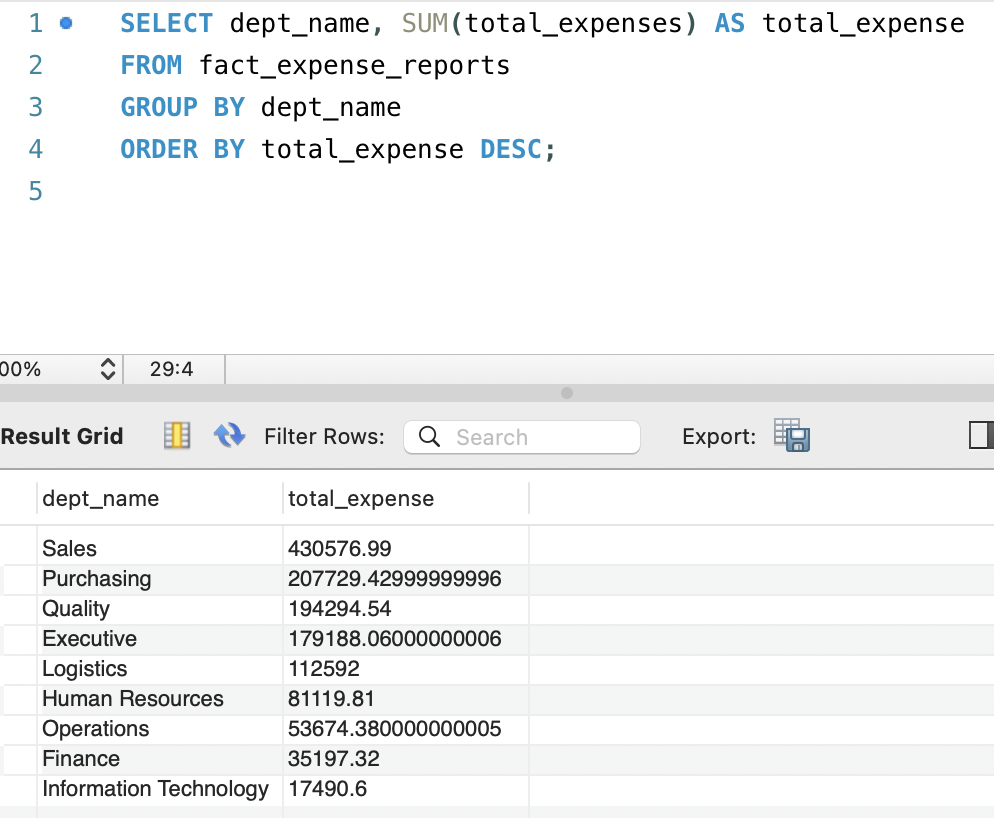 1 SELECT dept_name, SUM(total_expenses) AS total_expense
2 FROM fact_expense_reports
3 GROUP BY dept_name
4 ORDER BY total_expense DESC;
5
00% 29:4
Result Grid Filter Rows: Search Export:
dept_name total_expense
Sales 430576.99
Purchasing 207729.42999999996
Quality 194294.54
Executive 179188.06000000006
Logistics 112592
Human Resources 81119.81
Operations 53674.380000000005
Finance 35197.32
Information Technology 17490.6